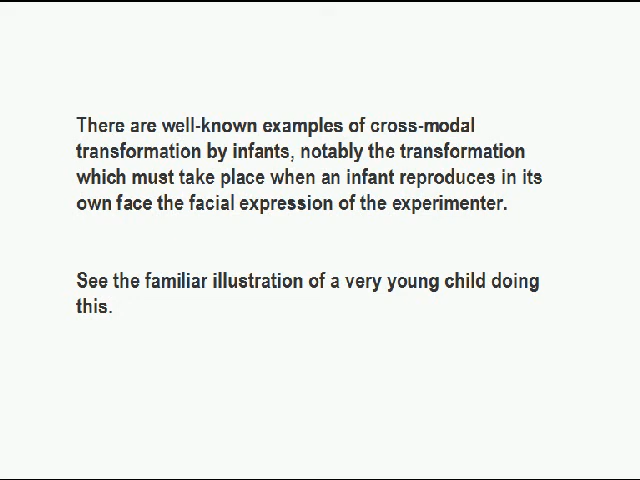 There are well-known examples of cross-modal
transformation by infants, notably the transformation
which must take place when an infant reproduces in its
own face the facial expression of the experimenter.
See the familiar illustration of a very young child doing
this.